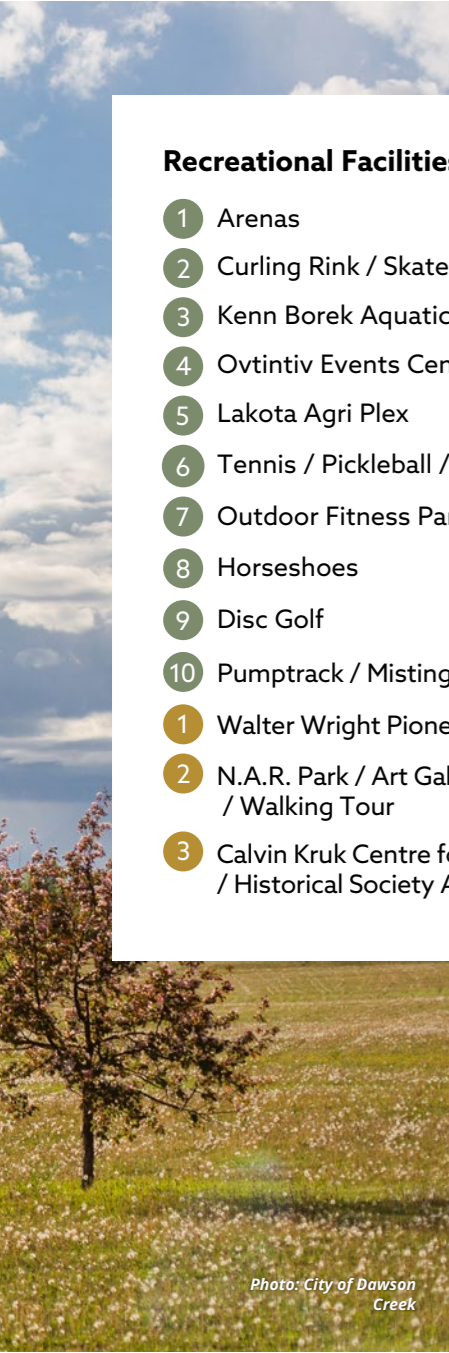 Recreational Facilitie
1 Arenas
2 Curling Rink / Skate
3 Kenn Borek Aquatic
4 Ovtintiv Events Cen
5 Lakota Agri Plex
6 Tennis / Pickleball /
7 Outdoor Fitness Par
8 Horseshoes
9 Disc Golf
10 Pumptrack / Misting
1 Walter Wright Pione
2 N.A.R. Park / Art Gal
/ Walking Tour
3 Calvin Kruk Centre fo
/ Historical Society A
Photo: City of Dawson
Creek